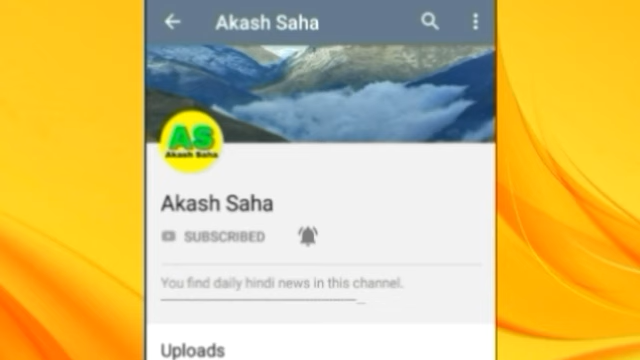 Akash Saha
AS
Akash Saha
Akash Saha
SUBSCRIBED
You find daily hindi news in this channel.
Uploads